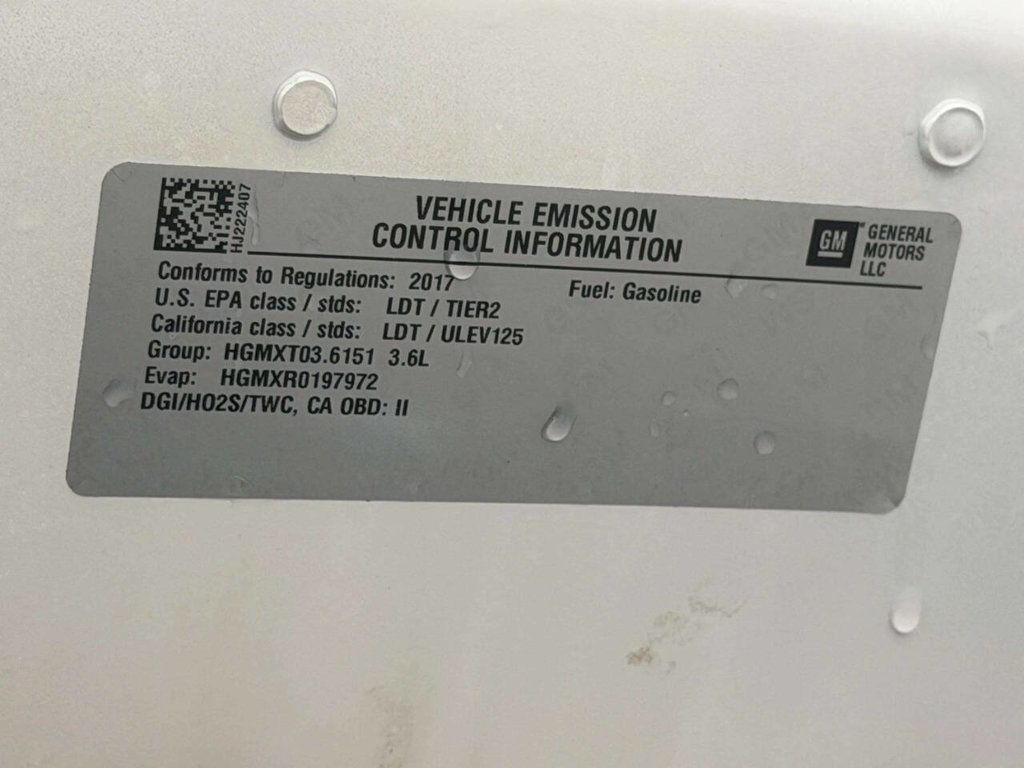 HJ222407
VEHICLE EMISSION
CONTROL INFORMATION
GM
GENERAL
MOTORS
LLC
Conforms to Regulations: 2017
Fuel: Gasoline
U.S. EPA class / stds: LDT / TIER2
California class / stds: LDT / ULEV125
Group: HGMXT03.6151 3.6L
Evap: HGMXR0197972
DGI/HO2S/TWC, CA OBD: II